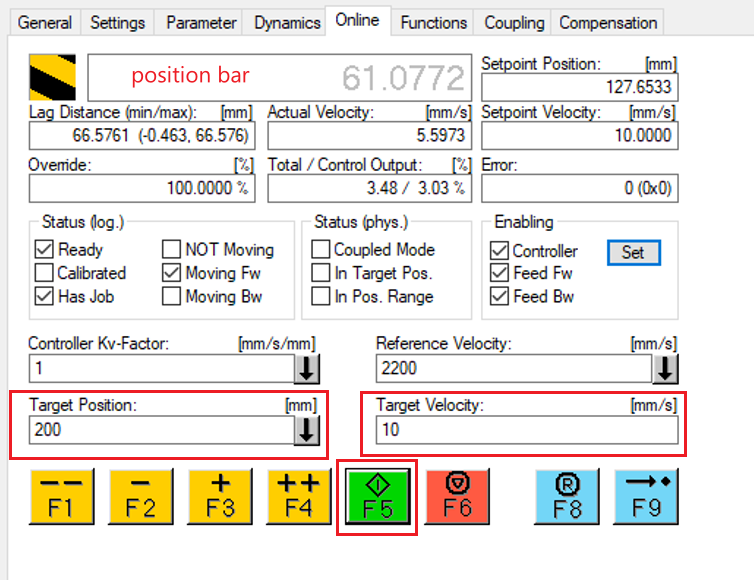 General Settings Parameter Dynamics Online Functions Coupling Compensation
position bar 61.0772
Setpoint Position: [mm]
127.6533
Lag Distance (min/max): [mm] Actual Velocity: [mm/s] Setpoint Velocity: [mm/s]
66.5761 (-0.463, 66.576) 5.5973 10.0000
Override: [%] Total / Control Output: [%] Error:
100.0000 % 3.48 / 3.03 % 0 (0x0)
Status (log.) Status (phys.) Enabling
Ready NOT Moving Coupled Mode Controller Set
Calibrated Moving Fw In Target Pos. Feed Fw
Has Job Moving Bw In Pos. Range Feed Bw
Controller Kv-Factor: [mm/s/mm] Reference Velocity: [mm/s]
1 2200
Target Position: [mm] Target Velocity: [mm/s]
200 10
-- - + ++ R
F1 F2 F3 F4 F5 F6 F8 F9